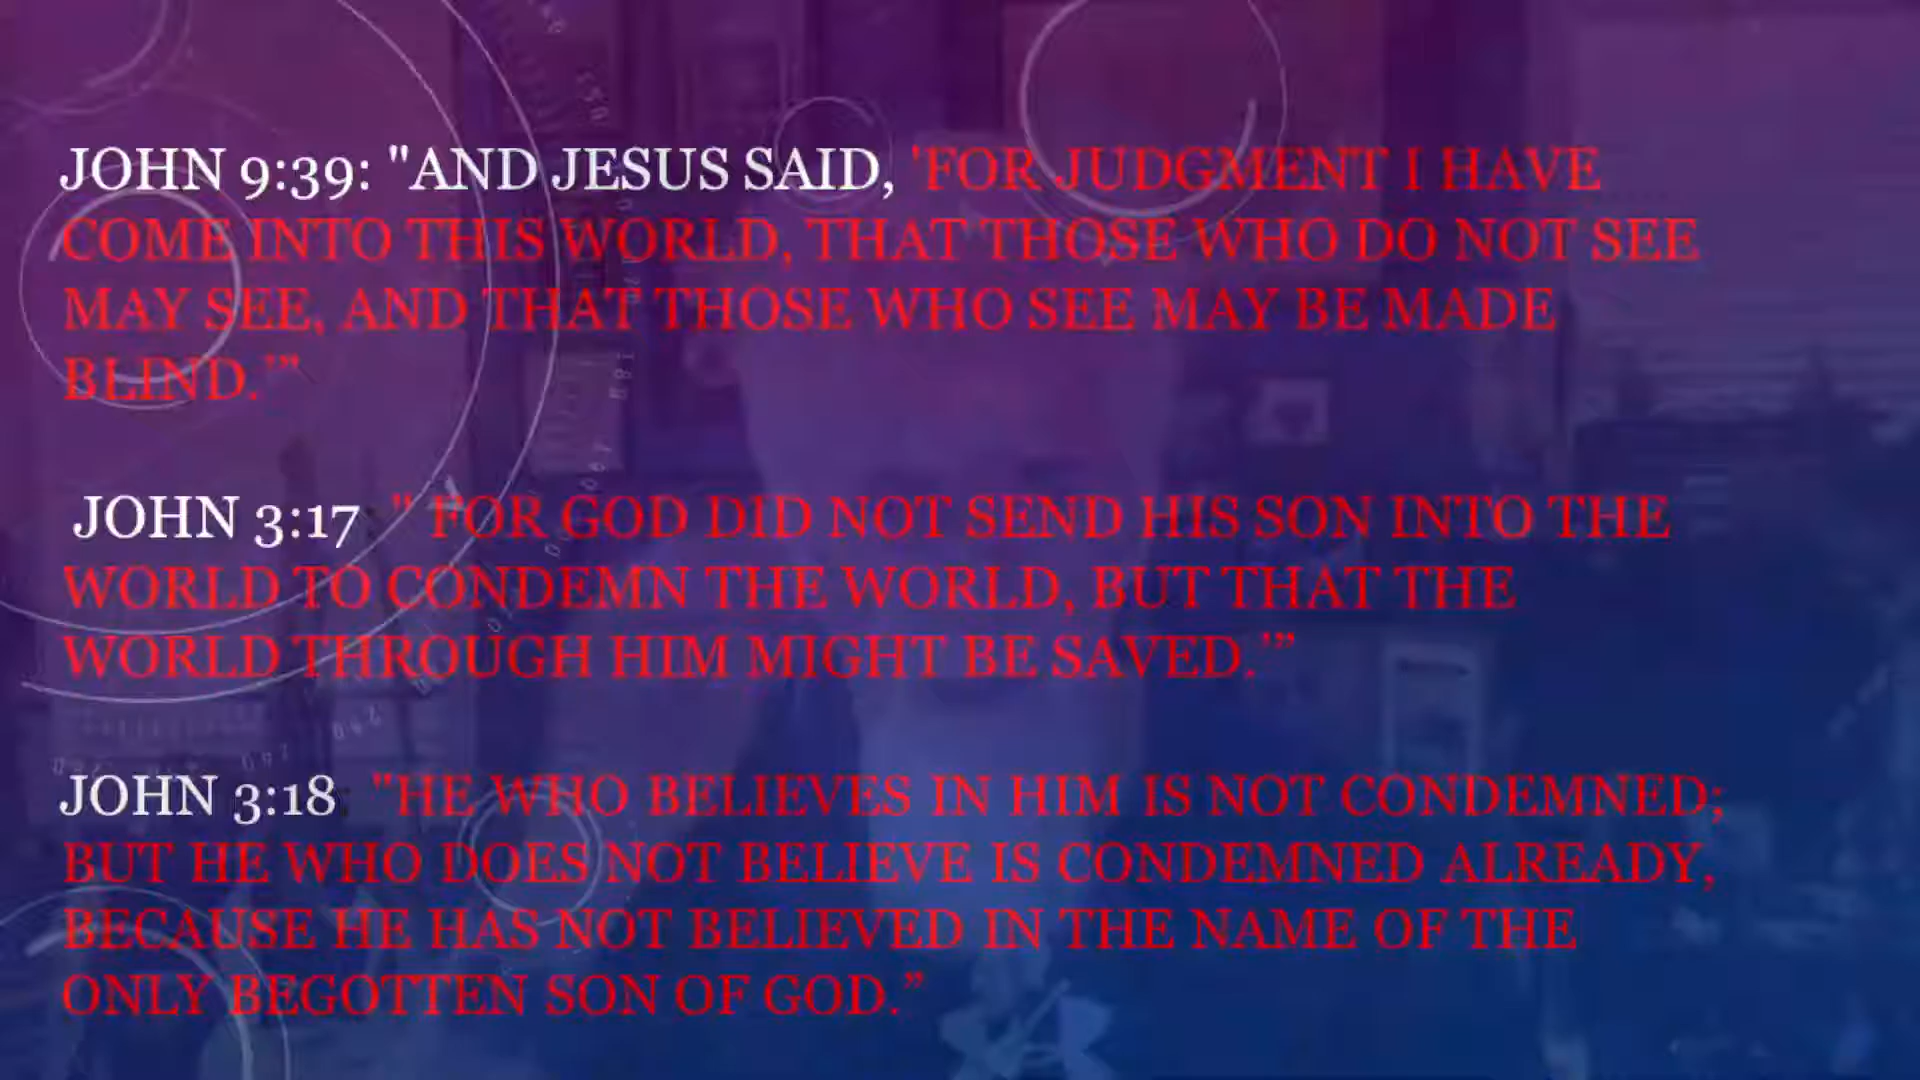 JOHN 9:39: "AND JESUS SAID, 'FOR JUDGMENT I HAVE
COME INTO THIS WORLD, THAT THOSE WHO DO NOT SEE
MAY SEE, AND THAT THOSE WHO SEE MAY BE MADE
BLIND.'”
JOHN 3:17 " FOR GOD DID NOT SEND HIS SON INTO THE
WORLD TO CONDEMN THE WORLD, BUT THAT THE
WORLD THROUGH HIM MIGHT BE SAVED.'”
JOHN 3:18 "HE WHO BELIEVES IN HIM IS NOT CONDEMNED;
BUT HE WHO DOES NOT BELIEVE IS CONDEMNED ALREADY,
BECAUSE HE HAS NOT BELIEVED IN THE NAME OF THE
ONLY BEGOTTEN SON OF GOD.”